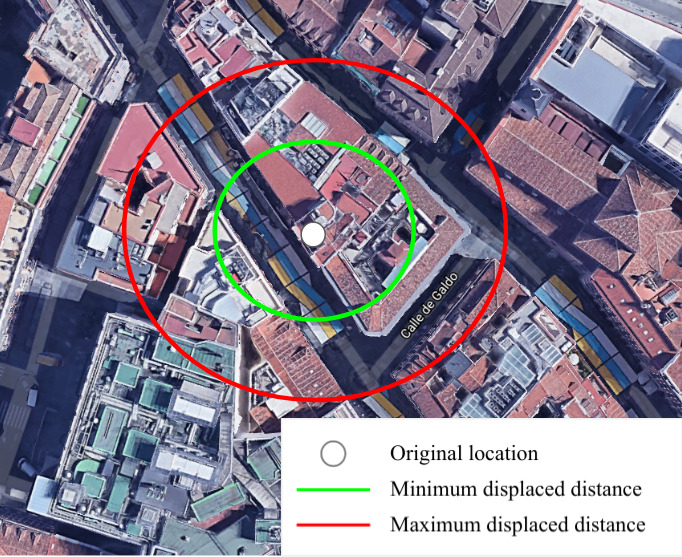 Calle de Galdo
Original location
Minimum displaced distance
Maximum displaced distance